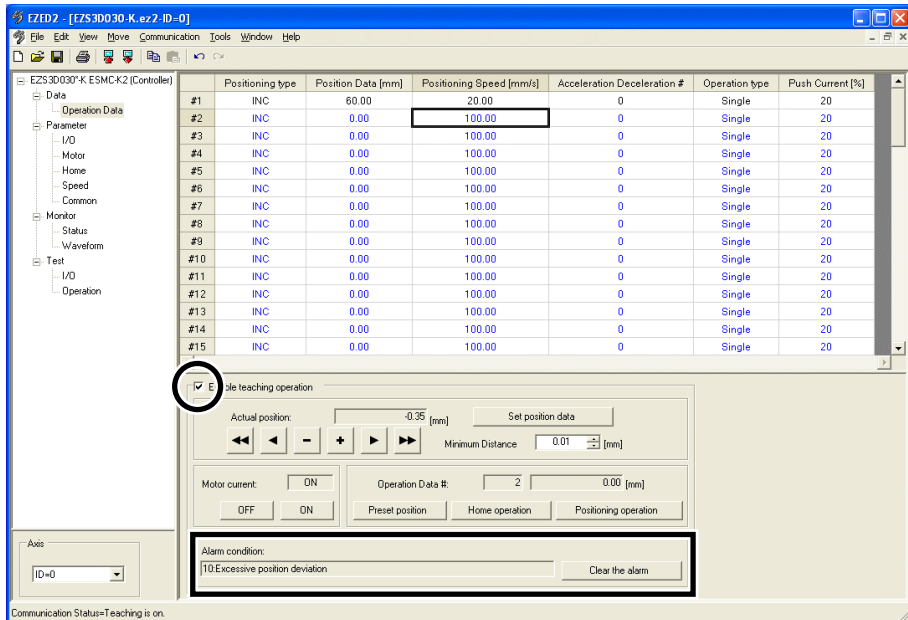 EZED2 - [EZS3D030-K.ez2-ID=0]
File Edit View Move Communication Tools Window Help
EZS3D030*-K ESMC-K2 (Controller)
Data
Operation Data
Parameter
I/O
Motor
Home
Speed
Common
Monitor
Status
Waveform
Test
I/O
Operation
Positioning type Position Data [mm] Positioning Speed [mm/s] Acceleration Deceleration # Operation type Push Current [%]
#1 INC 60.00 20.00 0 Single 20
#2 INC 0.00 100.00 0 Single 20
#3 INC 0.00 100.00 0 Single 20
#4 INC 0.00 100.00 0 Single 20
#5 INC 0.00 100.00 0 Single 20
#6 INC 0.00 100.00 0 Single 20
#7 INC 0.00 100.00 0 Single 20
#8 INC 0.00 100.00 0 Single 20
#9 INC 0.00 100.00 0 Single 20
#10 INC 0.00 100.00 0 Single 20
#11 INC 0.00 100.00 0 Single 20
#12 INC 0.00 100.00 0 Single 20
#13 INC 0.00 100.00 0 Single 20
#14 INC 0.00 100.00 0 Single 20
#15 INC 0.00 100.00 0 Single 20
E ble teaching operation
Actual position: -0.35 [mm] Set position data
Minimum Distance 0.01 [mm]
Motor current: ON Operation Data #: 2 0.00 [mm]
OFF ON Preset position Home operation Positioning operation
Alarm condition:
10:Excessive position deviation Clear the alarm
Axis
ID=0
Communication Status=Teaching is on.